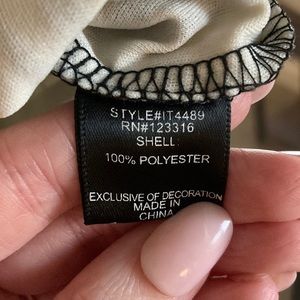 STYLE#IT4489
RN#123316
SHELL:
100% POLYESTER
EXCLUSIVE OF DECORATION
MADE IN
CHINA